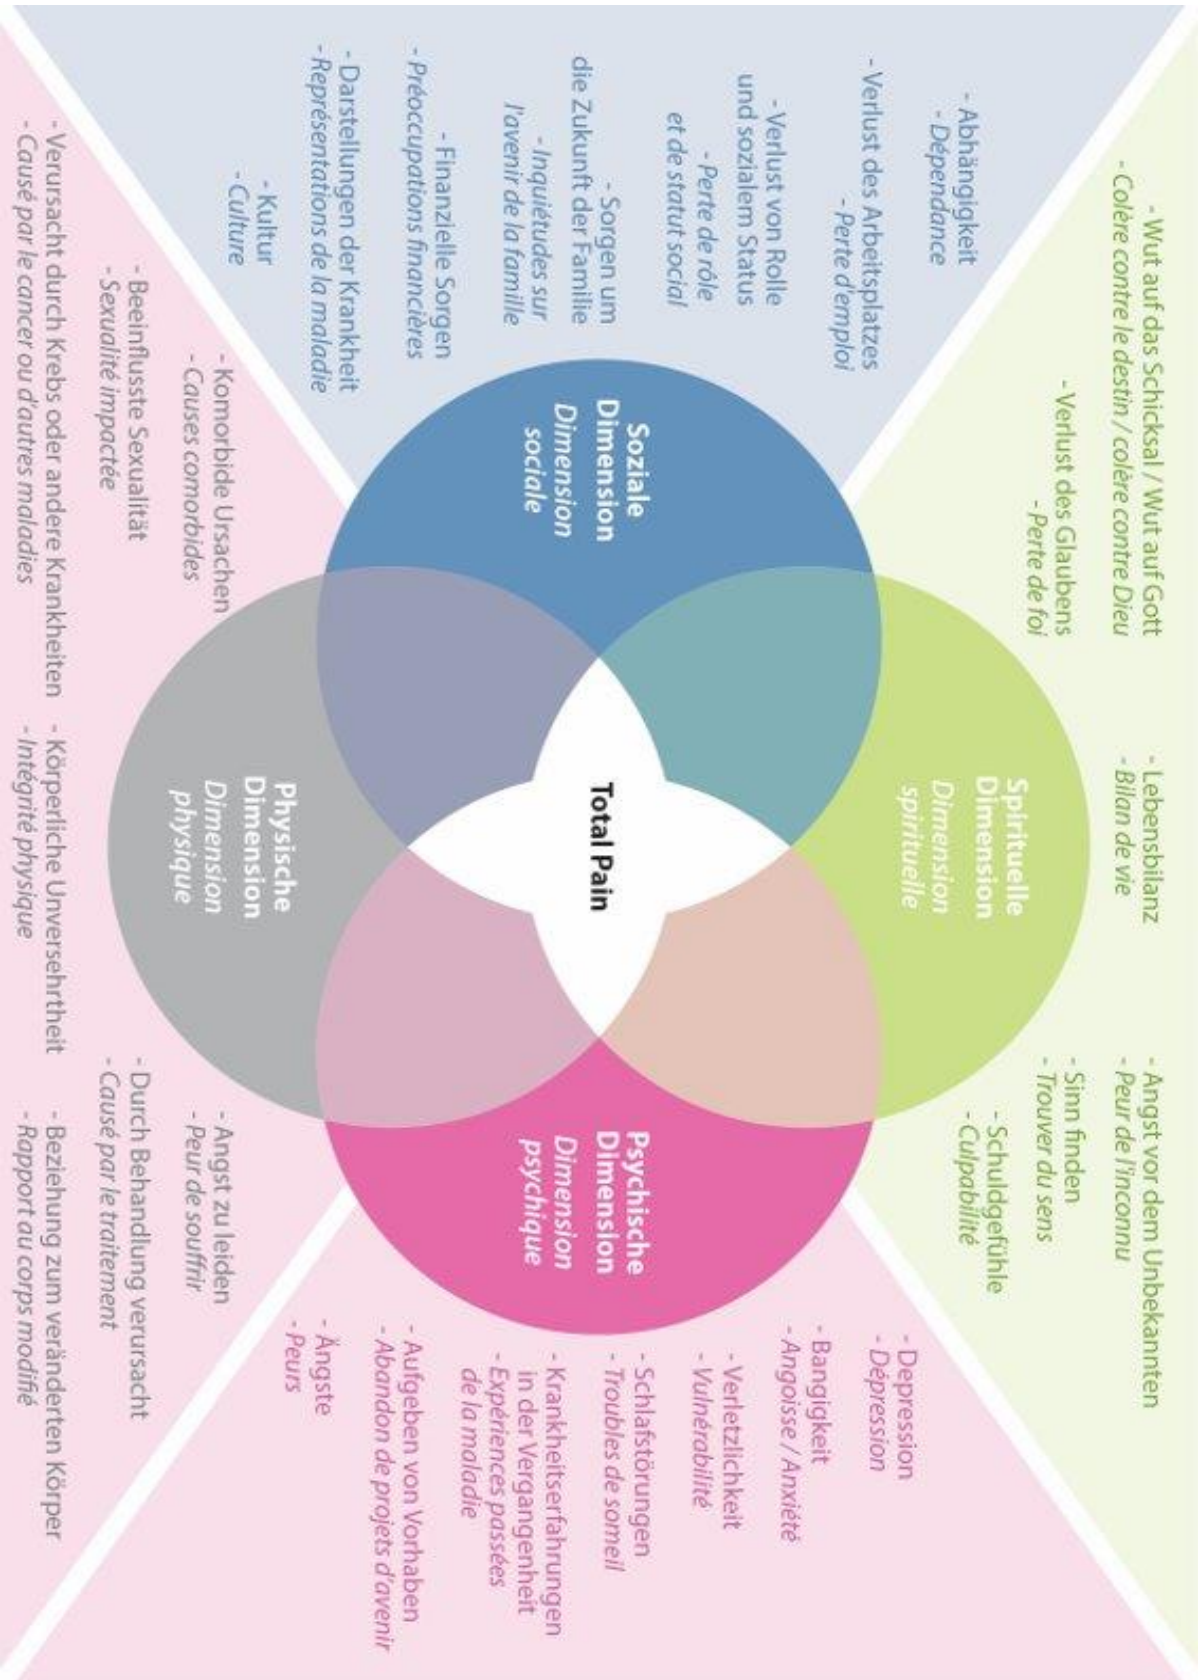 - Wut auf das Schicksal / Wut auf Gott
- Colère contre le destin / colère contre Dieu
- Verlust des Glaubens
- Perte de foi
- Lebensbilanz
- Bilan de vie
- Angst vor dem Unbekannten
- Peur de l'inconnu
- Sinn finden
- Trouver du sens
- Schuldgefühle
- Culpabilité
Spirituelle
Dimension
Dimension
spirituelle
- Abhängigkeit
- Dépendance
- Verlust des Arbeitsplatzes
- Perte d'emploi
- Verlust von Rolle
und sozialem Status
- Perte de rôle
et de statut social
- Sorgen um
die Zukunft der Familie
- Inquiétudes sur
l'avenir de la famille
- Finanzielle Sorgen
- Préoccupations financières
- Darstellungen der Krankheit
- Représentations de la maladie
- Kultur
- Culture
Soziale
Dimension
Dimension
sociale
Total Pain
Psychische
Dimension
Dimension
psychique
- Depression
- Dépression
- Bangigkeit
- Angoisse / Anxiété
- Verletzlichkeit
- Vulnérabilité
- Schlafstörungen
- Troubles de someil
- Krankheitserfahrungen
in der Vergangenheit
- Expériences passées
de la maladie
- Aufgeben von Vorhaben
- Abandon de projets d'avenir
- Ängste
- Peurs
Physische
Dimension
Dimension
physique
- Komorbide Ursachen
- Causes comorbides
- Beeinflusste Sexualität
- Sexualité impactée
- Verursacht durch Krebs oder andere Krankheiten
- Causé par le cancer ou d'autres maladies
- Körperliche Unversehrtheit
- Intégrité physique
- Angst zu leiden
- Peur de souffrir
- Durch Behandlung verursacht
- Causé par le traitement
- Beziehung zum veränderten Körper
- Rapport au corps modifié